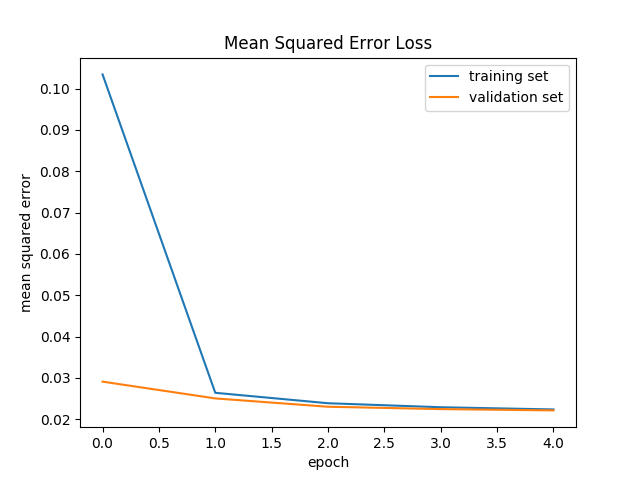 Mean Squared Error Loss
training set
validation set
mean squared error
0.10
0.09
0.08
0.07
0.06
0.05
0.04
0.03
0.02
0.0 0.5 1.0 1.5 2.0 2.5 3.0 3.5 4.0
epoch